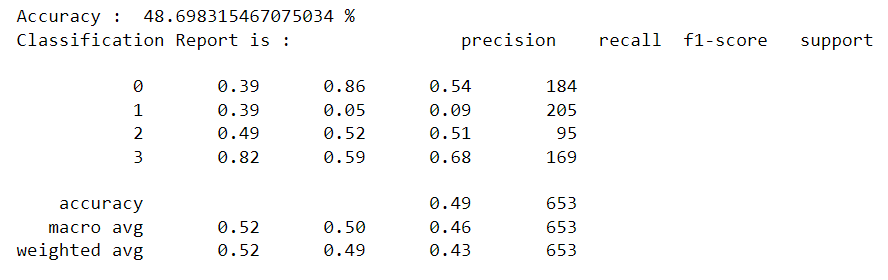 Accuracy :  48.698315467075034 %
Classification Report is :                precision    recall  f1-score   support

           0       0.39      0.86      0.54       184
           1       0.39      0.05      0.09       205
           2       0.49      0.52      0.51        95
           3       0.82      0.59      0.68       169

    accuracy                           0.49       653
   macro avg       0.52      0.50      0.46       653
weighted avg       0.52      0.49      0.43       653